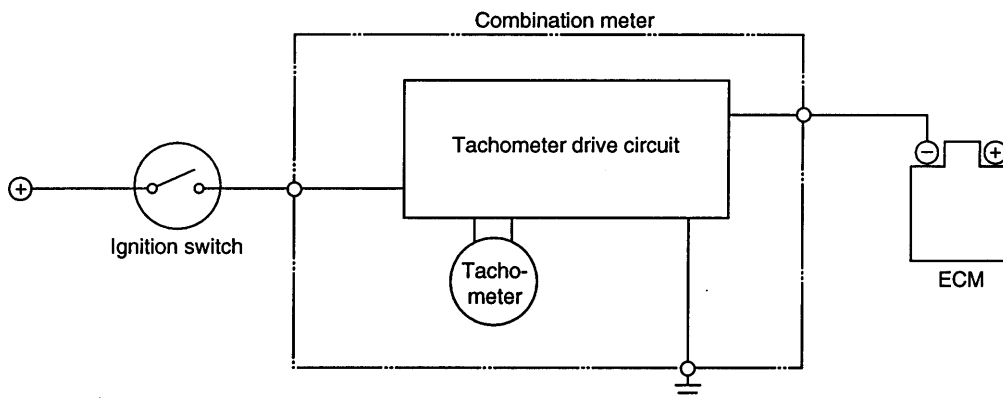 Combination meter
Tachometer drive circuit
Ignition switch
Tacho-
meter
ECM